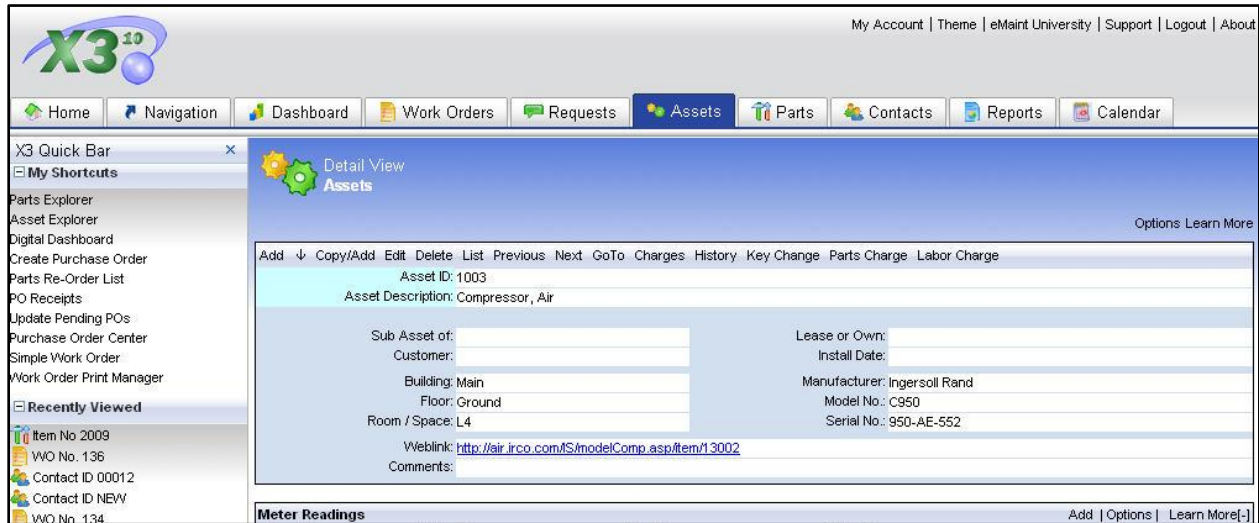 X3 10
My Account | Theme | eMaint University | Support | Logout | About
Home Navigation Dashboard Work Orders Requests Assets Parts Contacts Reports Calendar
X3 Quick Bar
My Shortcuts
Parts Explorer
Asset Explorer
Digital Dashboard
Create Purchase Order
Parts Re-Order List
PO Receipts
Update Pending POs
Purchase Order Center
Simple Work Order
Work Order Print Manager
Recently Viewed
Item No 2009
WO No. 136
Contact ID 00012
Contact ID NEW
WO No. 134
Detail View
Assets
Options Learn More
Add ↓ Copy/Add Edit Delete List Previous Next GoTo Charges History Key Change Parts Charge Labor Charge
Asset ID: 1003
Asset Description: Compressor, Air
Sub Asset of: Lease or Own:
Customer: Install Date:
Building: Main Manufacturer: Ingersoll Rand
Floor: Ground Model No.: C950
Room / Space: L4 Serial No.: 950-AE-552
Weblink: http://air.irco.com/IS/modelComp.asp/item/13002
Comments:
Meter Readings Add | Options | Learn More[-]